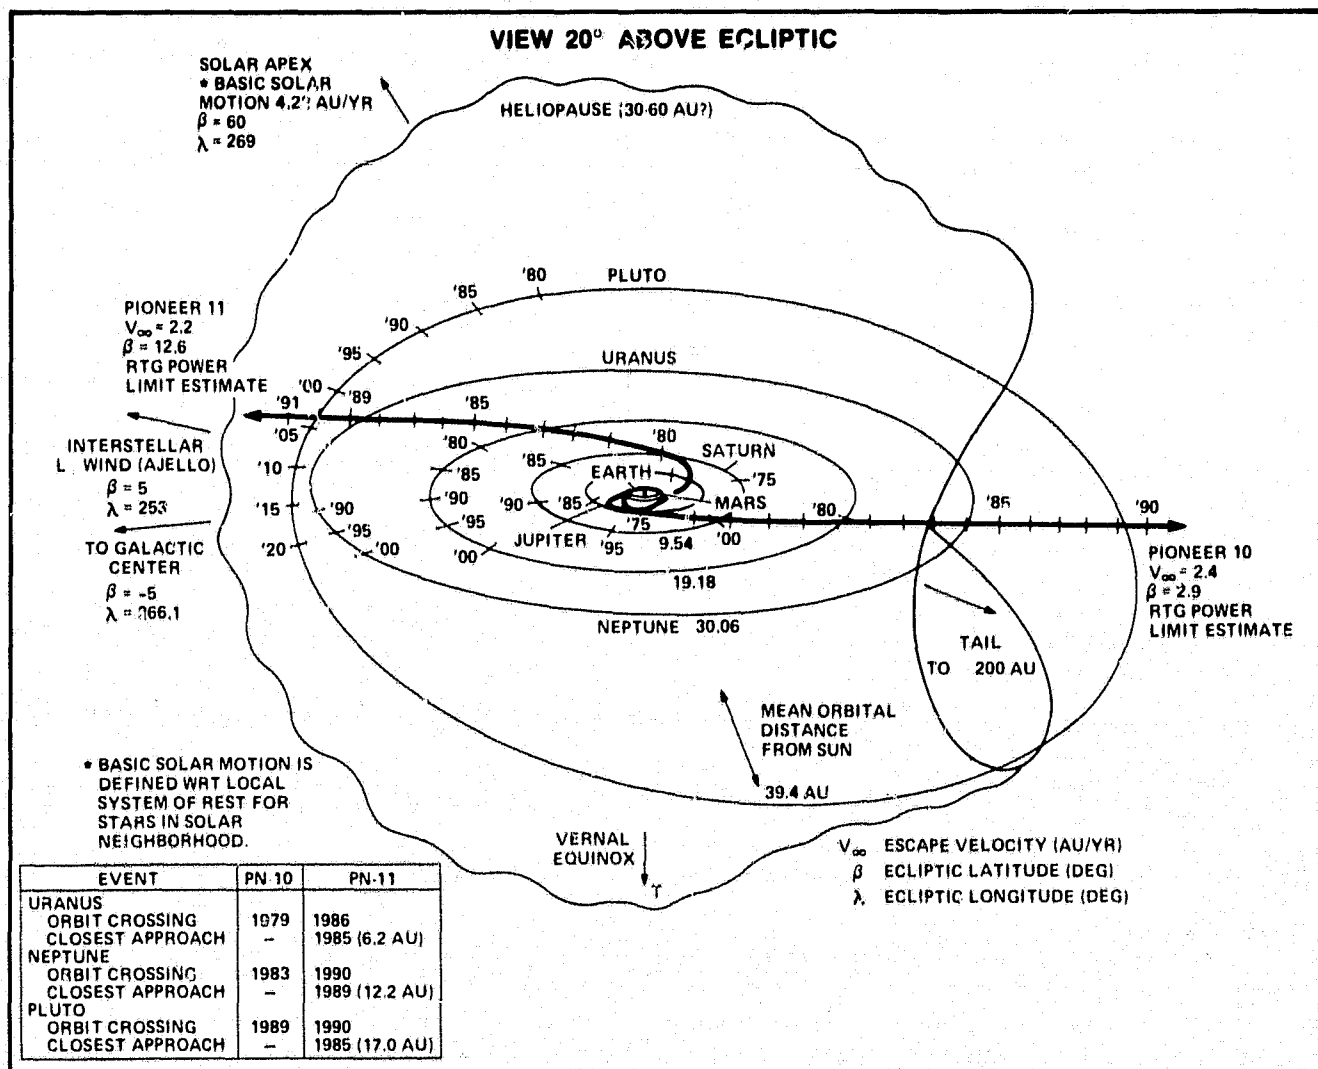 VIEW 20° ABOVE ECLIPTIC
SOLAR APEX
* BASIC SOLAR
MOTION AU/YR
β = 60
λ = 269
HELIOPAUSE (30-60 AU?)
PLUTO
'80
'85
'90
'95
'00
'05
'10
'15
'20
PIONEER 11
V∞ = 2.2
β = 12.6
RTG POWER
LIMIT ESTIMATE
'91
'89
'85
'80
URANUS
'80
'85
'90
'95
'00
SATURN
'75
'85
'90
'95
'00
EARTH
MARS
'85
'75
JUPITER
9.54
19.18
'90
'95
'00
NEPTUNE 30.06
INTERSTELLAR
WIND (AJELLO)
β = 5
λ = 253
TO GALACTIC
CENTER
β = -5
λ =
'80
'85
'90
PIONEER 10
V∞ = 2.4
β = 2.9
RTG POWER
LIMIT ESTIMATE
TAIL
TO 200 AU
MEAN ORBITAL
DISTANCE
FROM SUN
39.4 AU
* BASIC SOLAR MOTION IS
DEFINED WRT LOCAL
SYSTEM OF REST FOR
STARS IN SOLAR
NEIGHBORHOOD.
VERNAL
EQUINOX
♈
V∞ ESCAPE VELOCITY (AU/YR)
β ECLIPTIC LATITUDE (DEG)
λ ECLIPTIC LONGITUDE (DEG)
EVENT PN-10 PN-11
URANUS
ORBIT CROSSING 1979 1986
CLOSEST APPROACH – 1985 (6.2 AU)
NEPTUNE
ORBIT CROSSING 1983 1990
CLOSEST APPROACH – 1989 (12.2 AU)
PLUTO
ORBIT CROSSING 1989 1990
CLOSEST APPROACH – 1985 (17.0 AU)